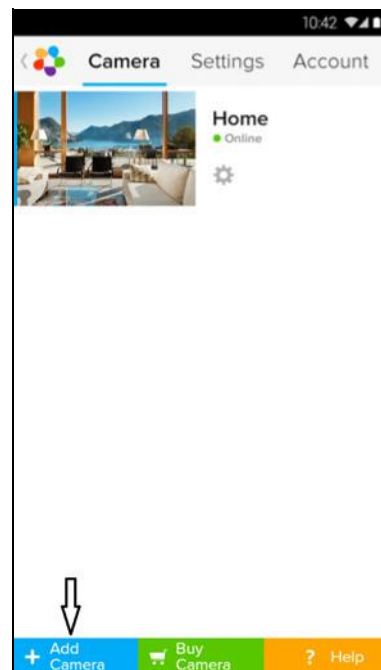 10:42
Camera Settings Account
Home
Online
+ Add Camera
Buy Camera
? Help